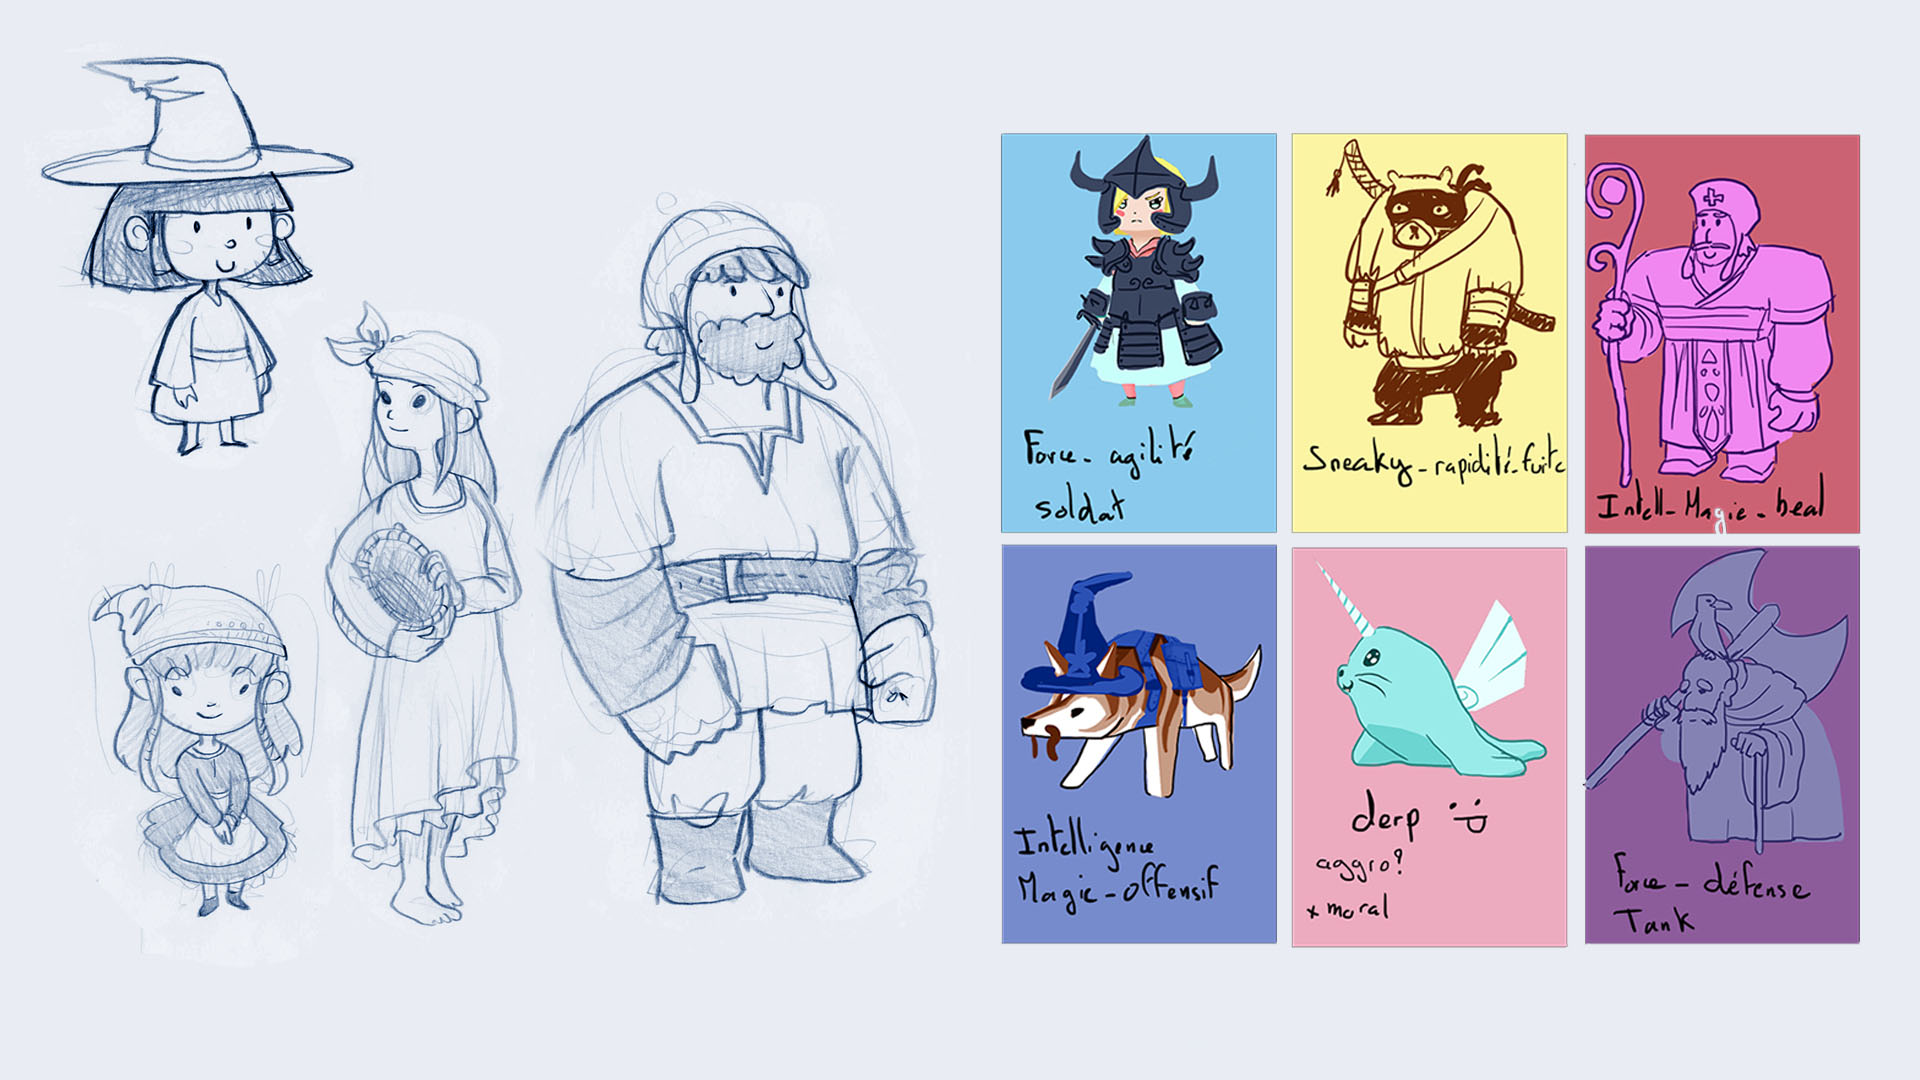 Force - agilité
soldat
Sneaky - rapidité - fuite
Intell - Magie - heal
Intelligence
Magie - offensif
derp :P
aggro?
x moral
Force - défense
Tank